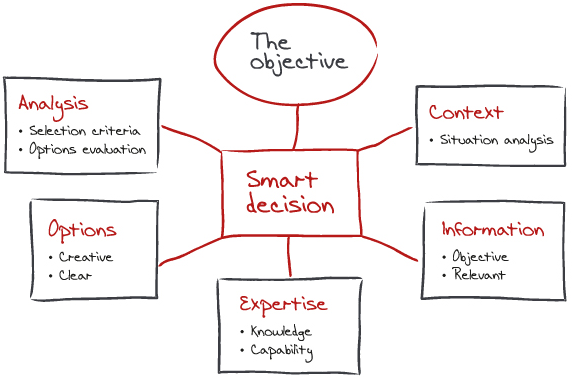 The
objective
Analysis
• Selection criteria
• Options evaluation
Context
• Situation analysis
Smart
decision
Options
• Creative
• Clear
Information
• Objective
• Relevant
Expertise
• Knowledge
• Capability